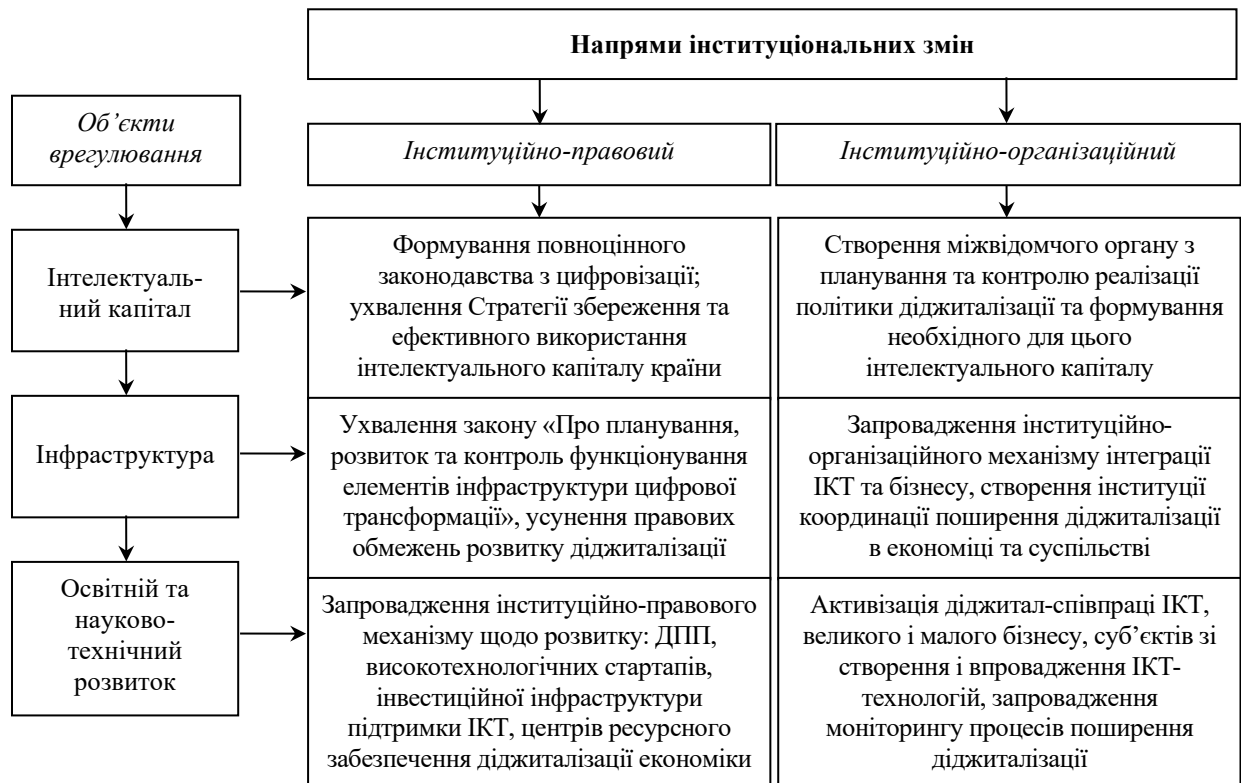 Напрями інституціональних змін
Об’єкти
врегулювання
Інституційно-правовий
Інституційно-організаційний
Інтелектуаль-
ний капітал
Формування повноцінного
законодавства з цифровізації;
ухвалення Стратегії збереження та
ефективного використання
інтелектуального капіталу країни
Створення міжвідомчого органу з
планування та контролю реалізації
політики діджиталізації та формування
необхідного для цього
інтелектуального капіталу
Інфраструктура
Ухвалення закону «Про планування,
розвиток та контроль функціонування
елементів інфраструктури цифрової
трансформації», усунення правових
обмежень розвитку діджиталізації
Запровадження інституційно-
організаційного механізму інтеграції
ІКТ та бізнесу, створення інституції
координації поширення діджиталізації
в економіці та суспільстві
Освітній та
науково-
технічний
розвиток
Запровадження інституційно-правового
механізму щодо розвитку: ДПП,
високотехнологічних стартапів,
інвестиційної інфраструктури
підтримки ІКТ, центрів ресурсного
забезпечення діджиталізації економіки
Активізація діджитал-співпраці ІКТ,
великого і малого бізнесу, суб’єктів зі
створення і впровадження ІКТ-
технологій, запровадження
моніторингу процесів поширення
діджиталізації